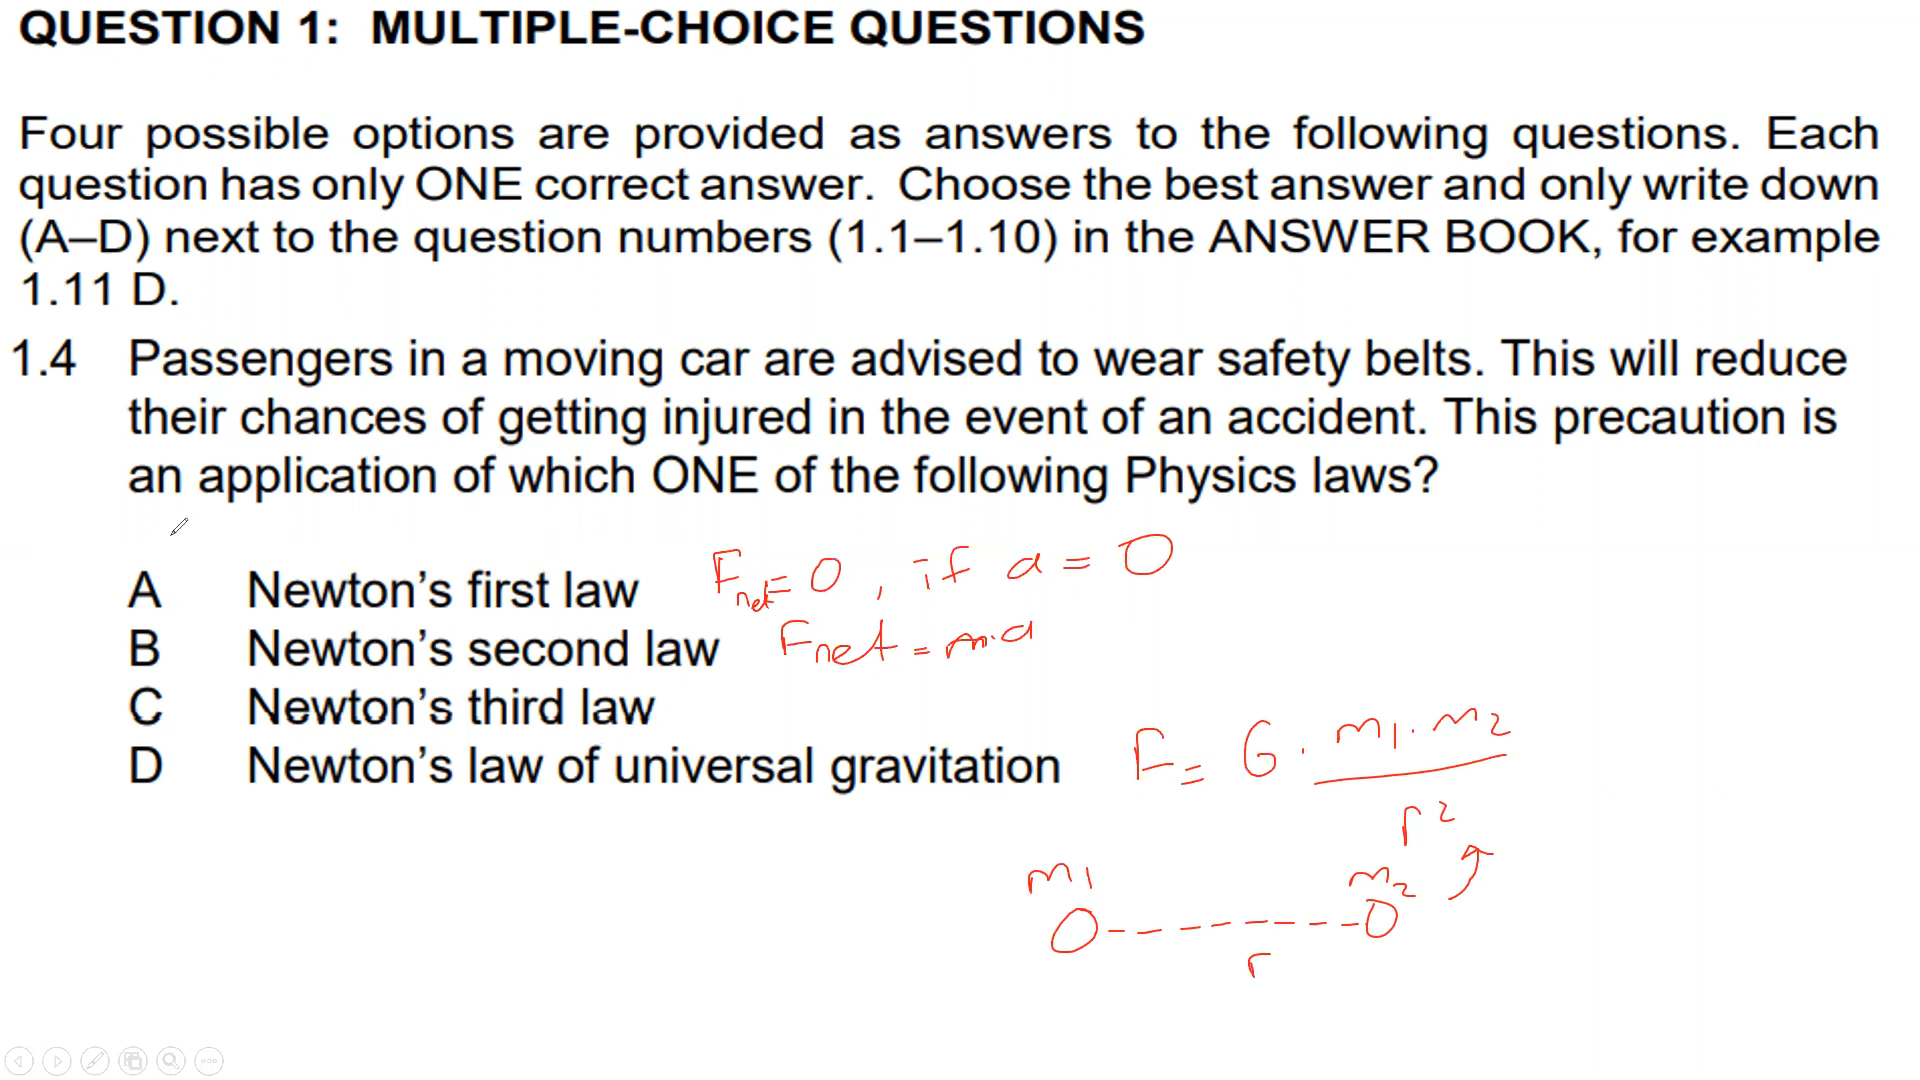 QUESTION 1: MULTIPLE-CHOICE QUESTIONS
Four possible options are provided as answers to the following questions. Each
question has only ONE correct answer. Choose the best answer and only write down
(A–D) next to the question numbers (1.1–1.10) in the ANSWER BOOK, for example
1.11 D.
1.4 Passengers in a moving car are advised to wear safety belts. This will reduce
their chances of getting injured in the event of an accident. This precaution is
an application of which ONE of the following Physics laws?
A Newton’s first law Fnet = 0, if a = 0
B Newton’s second law Fnet = m.a
C Newton’s third law
D Newton’s law of universal gravitation F = G . m1 . m2
r2
m1 m2
r